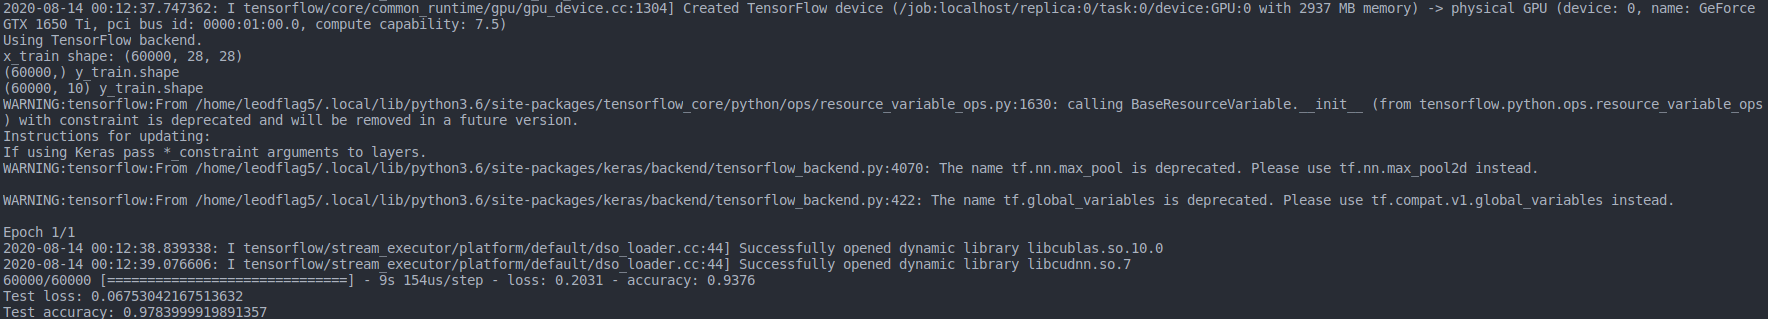 2020-08-14 00:12:37.747362: I tensorflow/core/common_runtime/gpu/gpu_device.cc:1304] Created TensorFlow device (/job:localhost/replica:0/task:0/device:GPU:0 with 2937 MB memory) -> physical GPU (device: 0, name: GeForce
GTX 1650 Ti, pci bus id: 0000:01:00.0, compute capability: 7.5)
Using TensorFlow backend.
x_train shape: (60000, 28, 28)
(60000,) y_train.shape
(60000, 10) y_train.shape
WARNING:tensorflow:From /home/leodflag5/.local/lib/python3.6/site-packages/tensorflow_core/python/ops/resource_variable_ops.py:1630: calling BaseResourceVariable.__init__ (from tensorflow.python.ops.resource_variable_ops
) with constraint is deprecated and will be removed in a future version.
Instructions for updating:
If using Keras pass *_constraint arguments to layers.
WARNING:tensorflow:From /home/leodflag5/.local/lib/python3.6/site-packages/keras/backend/tensorflow_backend.py:4070: The name tf.nn.max_pool is deprecated. Please use tf.nn.max_pool2d instead.
WARNING:tensorflow:From /home/leodflag5/.local/lib/python3.6/site-packages/keras/backend/tensorflow_backend.py:422: The name tf.global_variables is deprecated. Please use tf.compat.v1.global_variables instead.
Epoch 1/1
2020-08-14 00:12:38.839338: I tensorflow/stream_executor/platform/default/dso_loader.cc:44] Successfully opened dynamic library libcublas.so.10.0
2020-08-14 00:12:39.076606: I tensorflow/stream_executor/platform/default/dso_loader.cc:44] Successfully opened dynamic library libcudnn.so.7
60000/60000 [==============================] - 9s 154us/step - loss: 0.2031 - accuracy: 0.9376
Test loss: 0.06753042167513632
Test accuracy: 0.9783999919891357